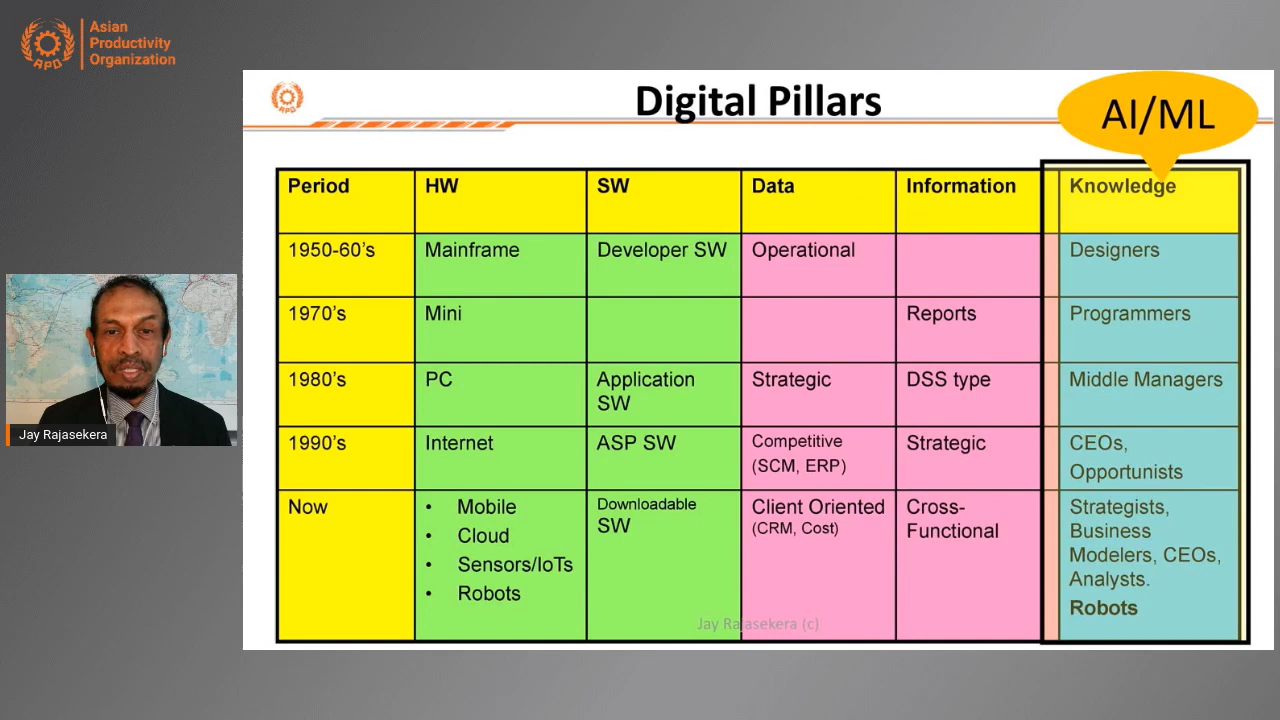 Asian
Productivity
Organization
APO
APO
Digital Pillars
AI/ML
Period HW SW Data Information Knowledge
1950-60's Mainframe Developer SW Operational Designers
1970's Mini Reports Programmers
1980's PC Application SW Strategic DSS type Middle Managers
1990's Internet ASP SW Competitive (SCM, ERP) Strategic CEOs, Opportunists
Now
• Mobile
• Cloud
• Sensors/IoTs
• Robots
Downloadable
SW
Client Oriented
(CRM, Cost)
Cross-
Functional
Strategists,
Business
Modelers, CEOs,
Analysts.
Robots
Jay Rajasekera (c)
Jay Rajasekera